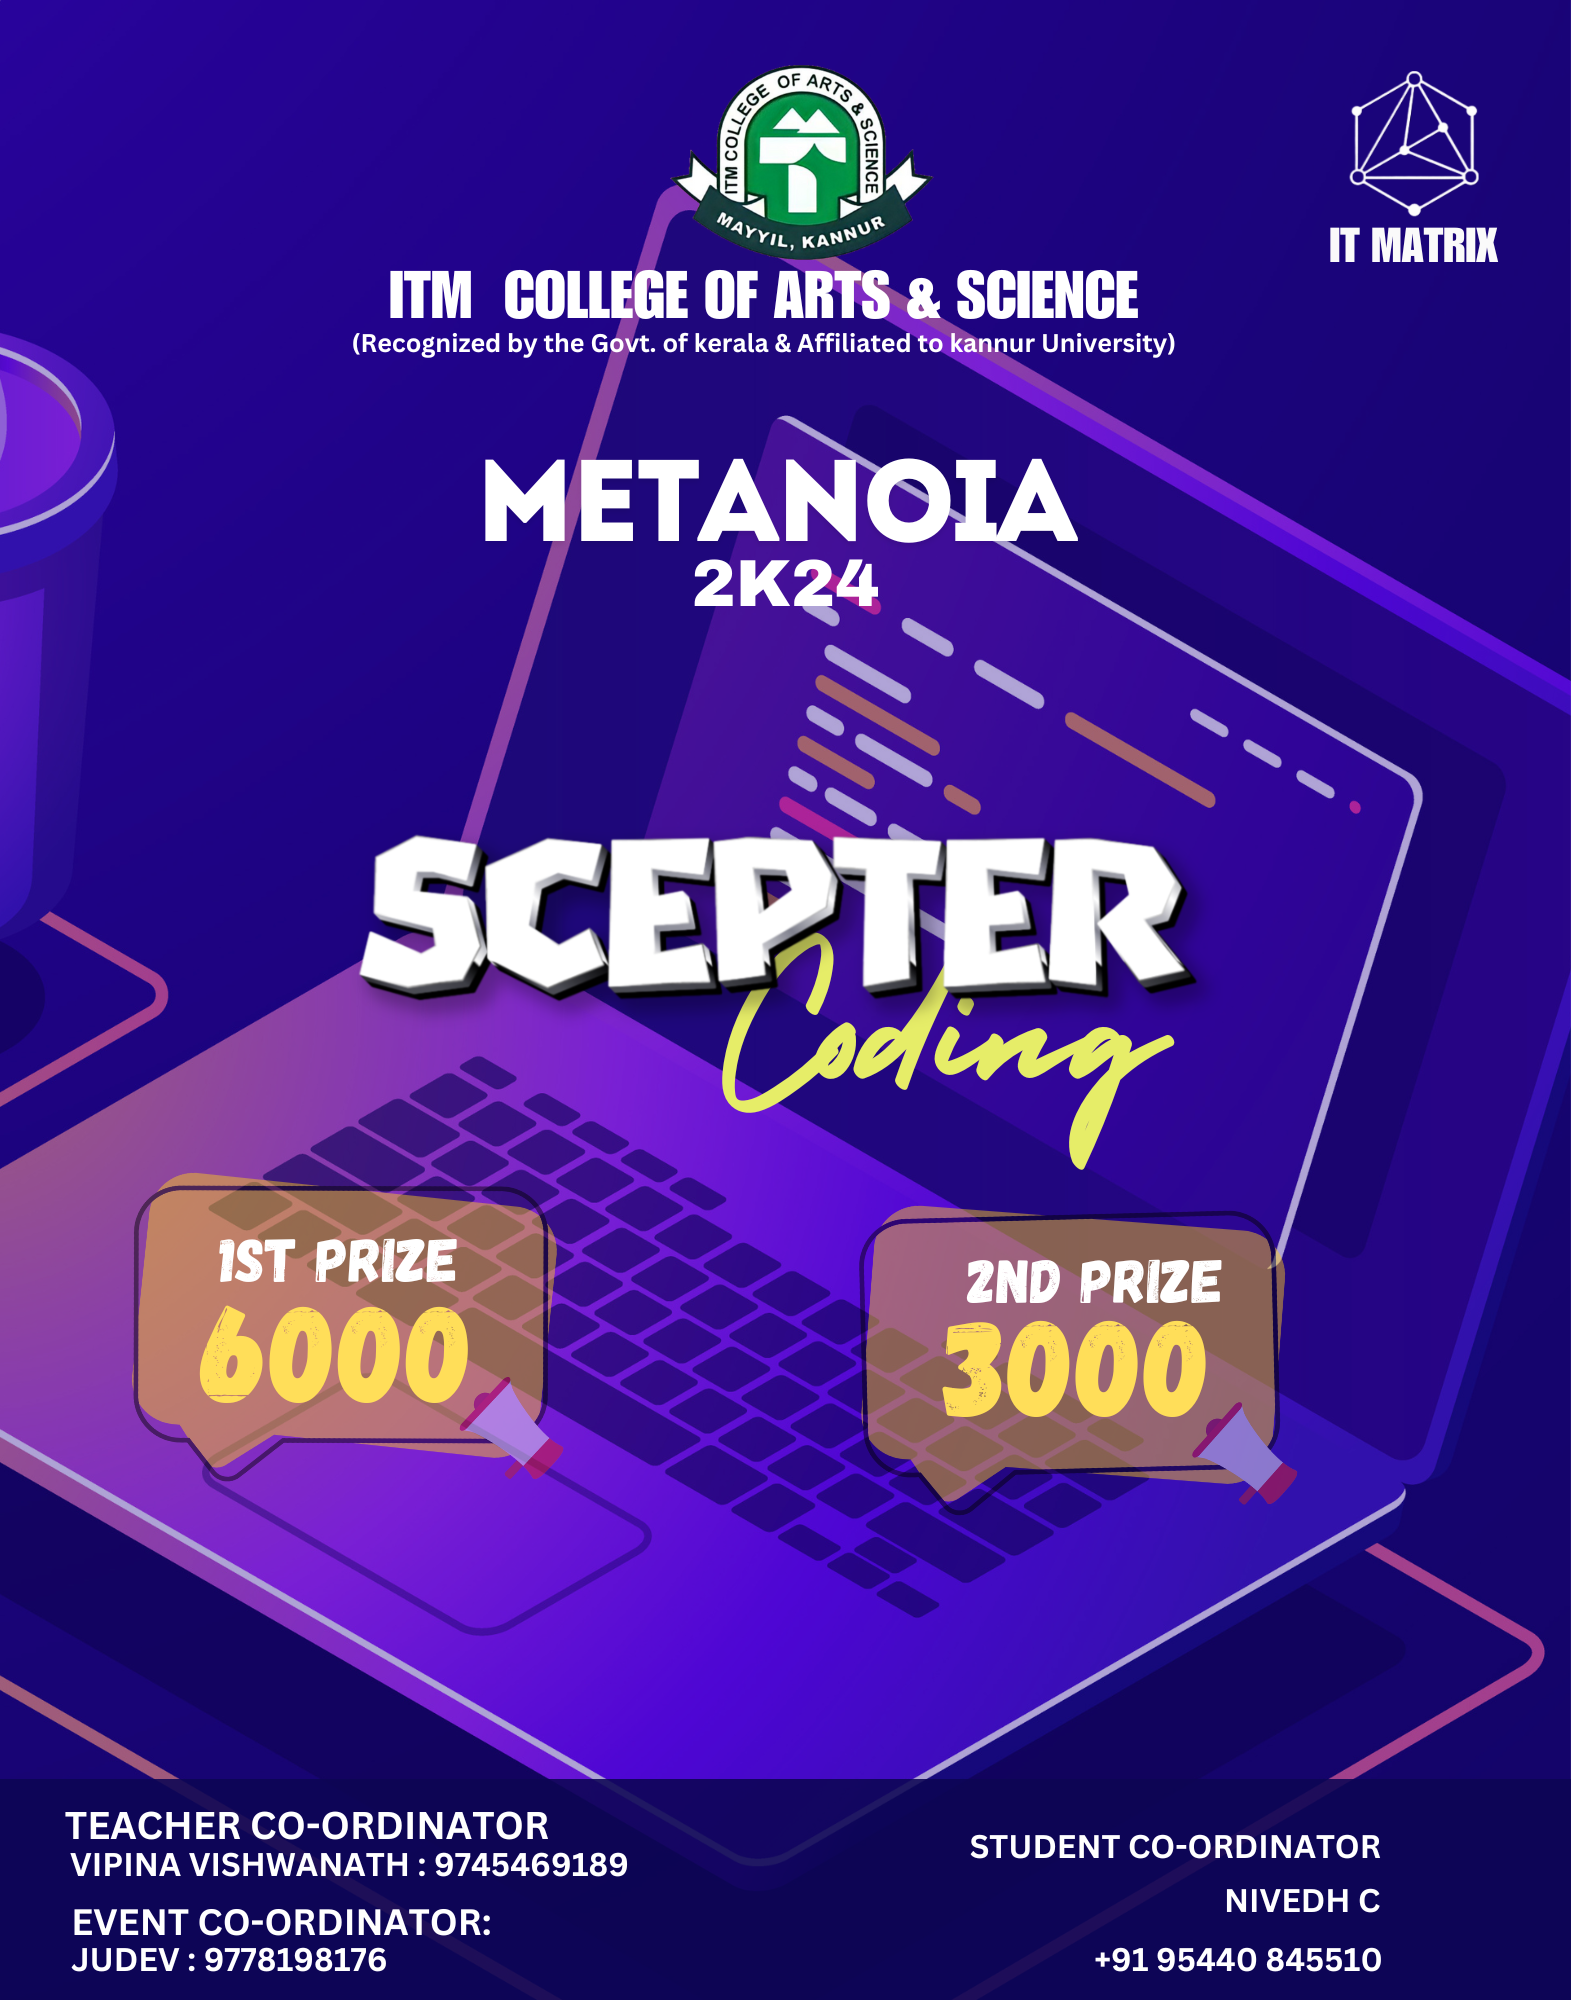 ITM COLLEGE OF ARTS & SCIENCE
MAYYIL, KANNUR
IT MATRIX
ITM COLLEGE OF ARTS & SCIENCE
(Recognized by the Govt. of kerala & Affiliated to kannur University)
METANOIA
2K24
SCEPTER
Coding
1ST PRIZE
6000
2ND PRIZE
3000
TEACHER CO-ORDINATOR
VIPINA VISHWANATH : 9745469189
EVENT CO-ORDINATOR:
JUDEV : 9778198176
STUDENT CO-ORDINATOR
NIVEDH C
+91 95440 845510